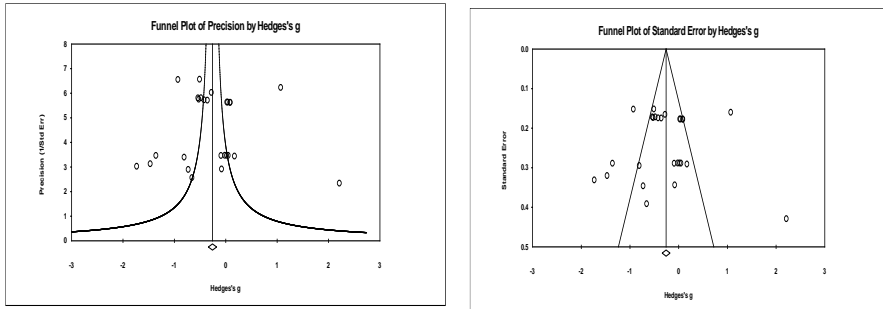 Funnel Plot of Precision by Hedges's g
8
7
6
5
4
3
2
1
0
Precision (1/Std Err)
-3 -2 -1 0 1 2 3
Hedges's g
Funnel Plot of Standard Error by Hedges's g
0.0
0.1
0.2
0.3
0.4
0.5
Standard Error
-3 -2 -1 0 1 2 3
Hedges's g